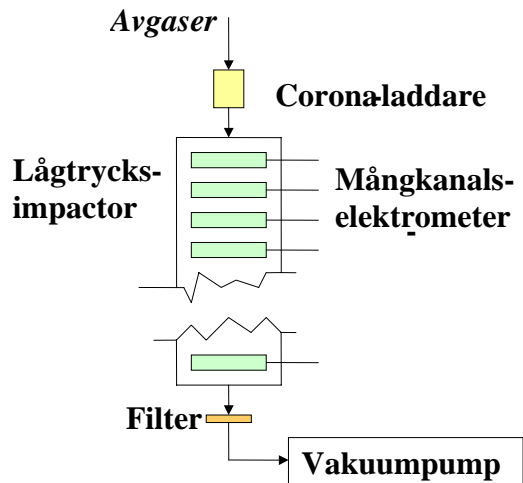 Avgaser
Corona-laddare
Lågtrycks-
impactor
Mångkanals-
elektrometer
-
Filter
Vakuumpump